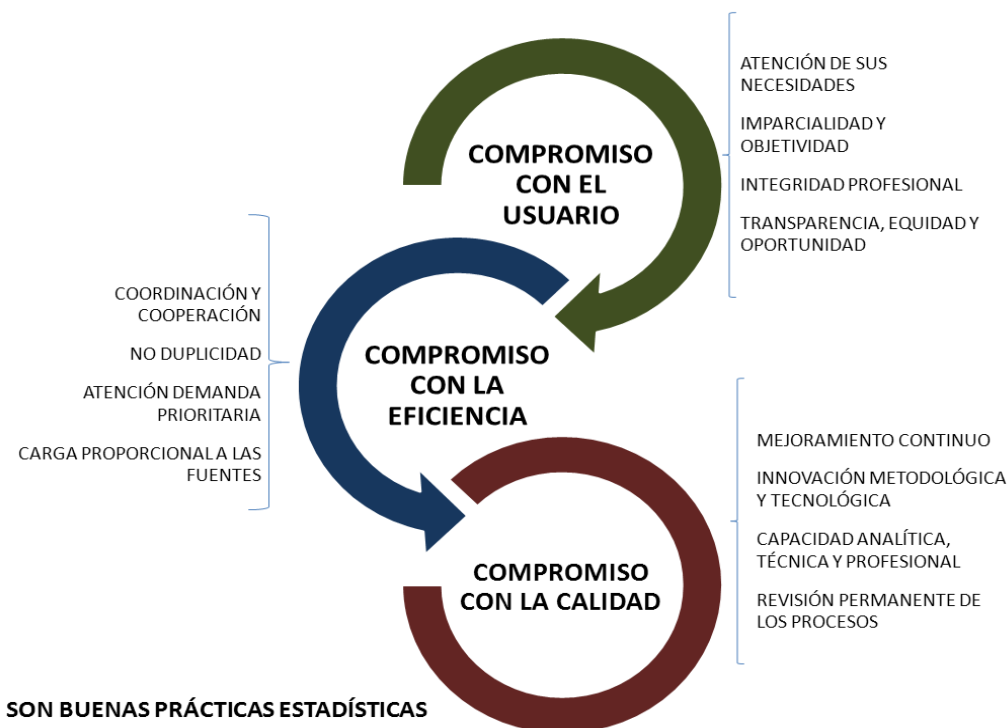 COMPROMISO
CON EL
USUARIO
ATENCIÓN DE SUS
NECESIDADES
IMPARCIALIDAD Y
OBJETIVIDAD
INTEGRIDAD PROFESIONAL
TRANSPARENCIA, EQUIDAD Y
OPORTUNIDAD
COMPROMISO
CON LA
EFICIENCIA
COORDINACIÓN Y
COOPERACIÓN
NO DUPLICIDAD
ATENCIÓN DEMANDA
PRIORITARIA
CARGA PROPORCIONAL A LAS
FUENTES
COMPROMISO
CON LA CALIDAD
MEJORAMIENTO CONTINUO
INNOVACIÓN METODOLÓGICA
Y TECNOLÓGICA
CAPACIDAD ANALÍTICA,
TÉCNICA Y PROFESIONAL
REVISIÓN PERMANENTE DE
LOS PROCESOS
SON BUENAS PRÁCTICAS ESTADÍSTICAS